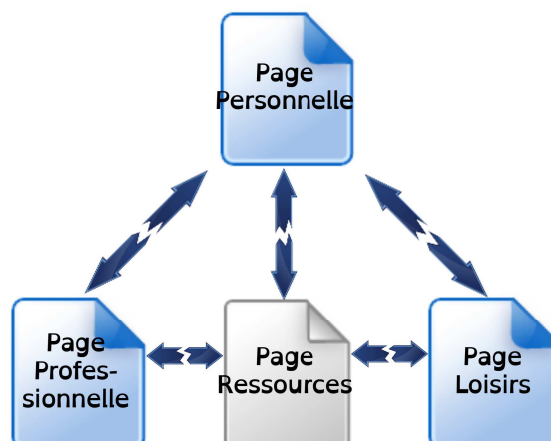 Page
Personnelle
Page
Profes-
sionnelle
Page
Ressources
Page
Loisirs